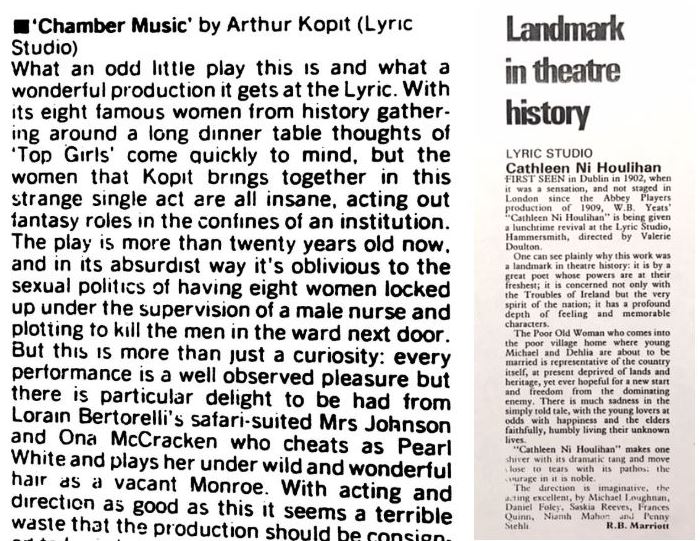 ■'Chamber Music' by Arthur Kopit (Lyric
Studio)
What an odd little play this is and what a
wonderful production it gets at the Lyric. With
its eight famous women from history gather-
ing around a long dinner table thoughts of
'Top Girls' come quickly to mind, but the
women that Kopit brings together in this
strange single act are all insane, acting out
fantasy roles in the confines of an institution.
The play is more than twenty years old now,
and in its absurdist way it's oblivious to the
sexual politics of having eight women locked
up under the supervision of a male nurse and
plotting to kill the men in the ward next door.
But this is more than just a curiosity: every
performance is a well observed pleasure but
there is particular delight to be had from
Lorain Bertorelli's safari-suited Mrs Johnson
and Ona McCracken who cheats as Pearl
White and plays her under wild and wonderful
hair as a vacant Monroe. With acting and
direction as good as this it seems a terrible
waste that the production should be consign-
Landmark
in theatre
history
LYRIC STUDIO
Cathleen Ni Houlihan
FIRST SEEN in Dublin in 1902, when
it was a sensation, and not staged in
London since the Abbey Players
production of 1909, W.B. Yeats'
"Cathleen Ni Houlihan" is being given
a lunchtime revival at the Lyric Studio,
Hammersmith, directed by Valerie
Doulton.
One can see plainly why this work was
a landmark in theatre history: it is by a
great poet whose powers are at their
freshest; it is concerned not only with
the Troubles of Ireland but the very
spirit of the nation; it has a profound
depth of feeling and memorable
characters.
The Poor Old Woman who comes into
the poor village home where young
Michael and Dehlia are about to be
married is representative of the country
itself, at present deprived of lands and
heritage, yet ever hopeful for a new start
and freedom from the dominating
enemy. There is much sadness in the
simply told tale, with the young lovers at
odds with happiness and the elders
faithfully, humbly living their unknown
lives.
"Cathleen Ni Houlihan" makes one
shiver with its dramatic tang and move
close to tears with its pathos; the
courage in it is noble.
The direction is imaginative, the
acting excellent, by Michael Loughnan,
Daniel Foley, Saskia Reeves, Frances
Quinn, Niamh Mahon and Penny
Stehli R.B. Marriott